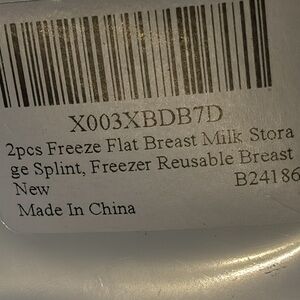 X003XBDB7D
2pcs Freeze Flat Breast Milk Stora
ge Splint, Freezer Reusable Breast
New B24186
Made In China